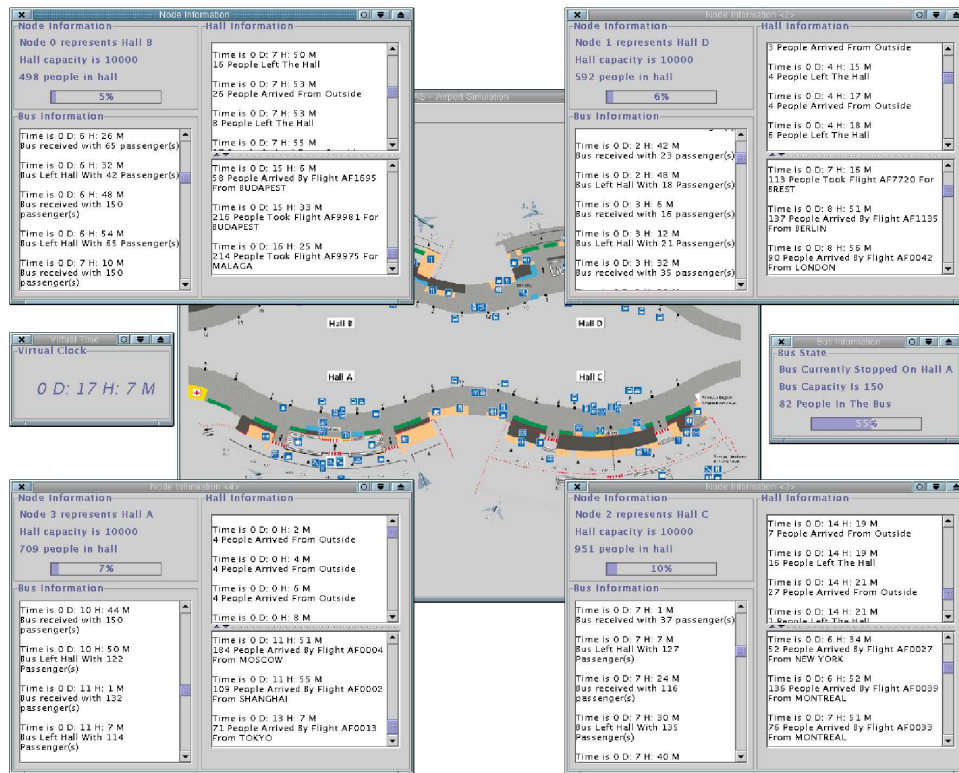 Node Information
Node Information
Node 0 represents Hall B
Hall capacity is 10000
498 people in hall
5%
Bus Information
Time is 0 D: 6 H: 26 M
Bus received with 65 passenger(s)
Time is 0 D: 6 H: 32 M
Bus Left Hall With 42 Passenger(s)
Time is 0 D: 6 H: 48 M
Bus received with 150
passenger(s)
Time is 0 D: 6 H: 54 M
Bus Left Hall With 55 Passenger(s)
Time is 0 D: 7 H: 10 M
Bus received with 150
passenger(s)
Hall Information
Time is 0 D: 7 H: 50 M
16 People Left The Hall
Time is 0 D: 7 H: 53 M
26 People Arrived From Outside
Time is 0 D: 7 H: 53 M
8 People Left The Hall
Time is 0 D: 7 H: 55 M
Time is 0 D: 15 H: 6 M
58 People Arrived By Flight AF1695
From BUDAPEST
Time is 0 D: 15 H: 33 M
216 People Took Flight AF9981 For
BUDAPEST
Time is 0 D: 16 H: 25 M
214 People Took Flight AF9975 For
MALAGA
Airport Simulation
Node Information <2>
Node Information
Node 1 represents Hall D
Hall capacity is 10000
592 people in hall
6%
Bus Information
Time is 0 D: 2 H: 42 M
Bus received with 23 passenger(s)
Time is 0 D: 2 H: 48 M
Bus Left Hall With 18 Passenger(s)
Time is 0 D: 3 H: 6 M
Bus received with 16 passenger(s)
Time is 0 D: 3 H: 12 M
Bus Left Hall With 21 Passenger(s)
Time is 0 D: 3 H: 32 M
Bus received with 35 passenger(s)
Hall Information
3 People Arrived From Outside
Time is 0 D: 4 H: 15 M
4 People Left The Hall
Time is 0 D: 4 H: 17 M
4 People Arrived From Outside
Time is 0 D: 4 H: 18 M
6 People Left The Hall
Time is 0 D: 7 H: 16 M
113 People Took Flight AF7720 For
BREST
Time is 0 D: 8 H: 51 M
137 People Arrived By Flight AF1135
From BERLIN
Time is 0 D: 8 H: 56 M
90 People Arrived By Flight AF0042
From LONDON
Hall B
Hall D
Hall A
Hall C
Virtual Time
Virtual Clock
0 D: 17 H: 7 M
Bus Information
Bus State
Bus Currently Stopped On Hall A
Bus Capacity Is 150
82 People In The Bus
55%
Node Information <4>
Node Information
Node 3 represents Hall A
Hall capacity is 10000
709 people in hall
7%
Bus Information
Time is 0 D: 10 H: 44 M
Bus received with 150
passenger(s)
Time is 0 D: 10 H: 50 M
Bus Left Hall With 122
Passenger(s)
Time is 0 D: 11 H: 1 M
Bus received with 132
passenger(s)
Time is 0 D: 11 H: 7 M
Bus Left Hall With 114
Passenger(s)
Hall Information
Time is 0 D: 0 H: 2 M
4 People Arrived From Outside
Time is 0 D: 0 H: 4 M
4 People Arrived From Outside
Time is 0 D: 0 H: 6 M
4 People Arrived From Outside
Time is 0 D: 0 H: 8 M
Time is 0 D: 11 H: 51 M
184 People Arrived By Flight AF0004
From MOSCOW
Time is 0 D: 11 H: 55 M
109 People Arrived By Flight AF0002
From SHANGHAI
Time is 0 D: 13 H: 7 M
71 People Arrived By Flight AF0013
From TOKYO
Node Information <3>
Node Information
Node 2 represents Hall C
Hall capacity is 10000
951 people in hall
10%
Bus Information
Time is 0 D: 7 H: 1 M
Bus received with 37 passenger(s)
Time is 0 D: 7 H: 7 M
Bus Left Hall With 127
Passenger(s)
Time is 0 D: 7 H: 24 M
Bus received with 116
passenger(s)
Time is 0 D: 7 H: 30 M
Bus Left Hall With 135
Passenger(s)
Time is 0 D: 7 H: 40 M
Hall Information
Time is 0 D: 14 H: 19 M
7 People Arrived From Outside
Time is 0 D: 14 H: 19 M
16 People Left The Hall
Time is 0 D: 14 H: 21 M
27 People Arrived From Outside
Time is 0 D: 14 H: 21 M
1 People Left The Hall
Time is 0 D: 6 H: 34 M
52 People Arrived By Flight AF0027
From NEW YORK
Time is 0 D: 6 H: 52 M
136 People Arrived By Flight AF0039
From MONTREAL
Time is 0 D: 7 H: 51 M
76 People Arrived By Flight AF0033
From MONTREAL